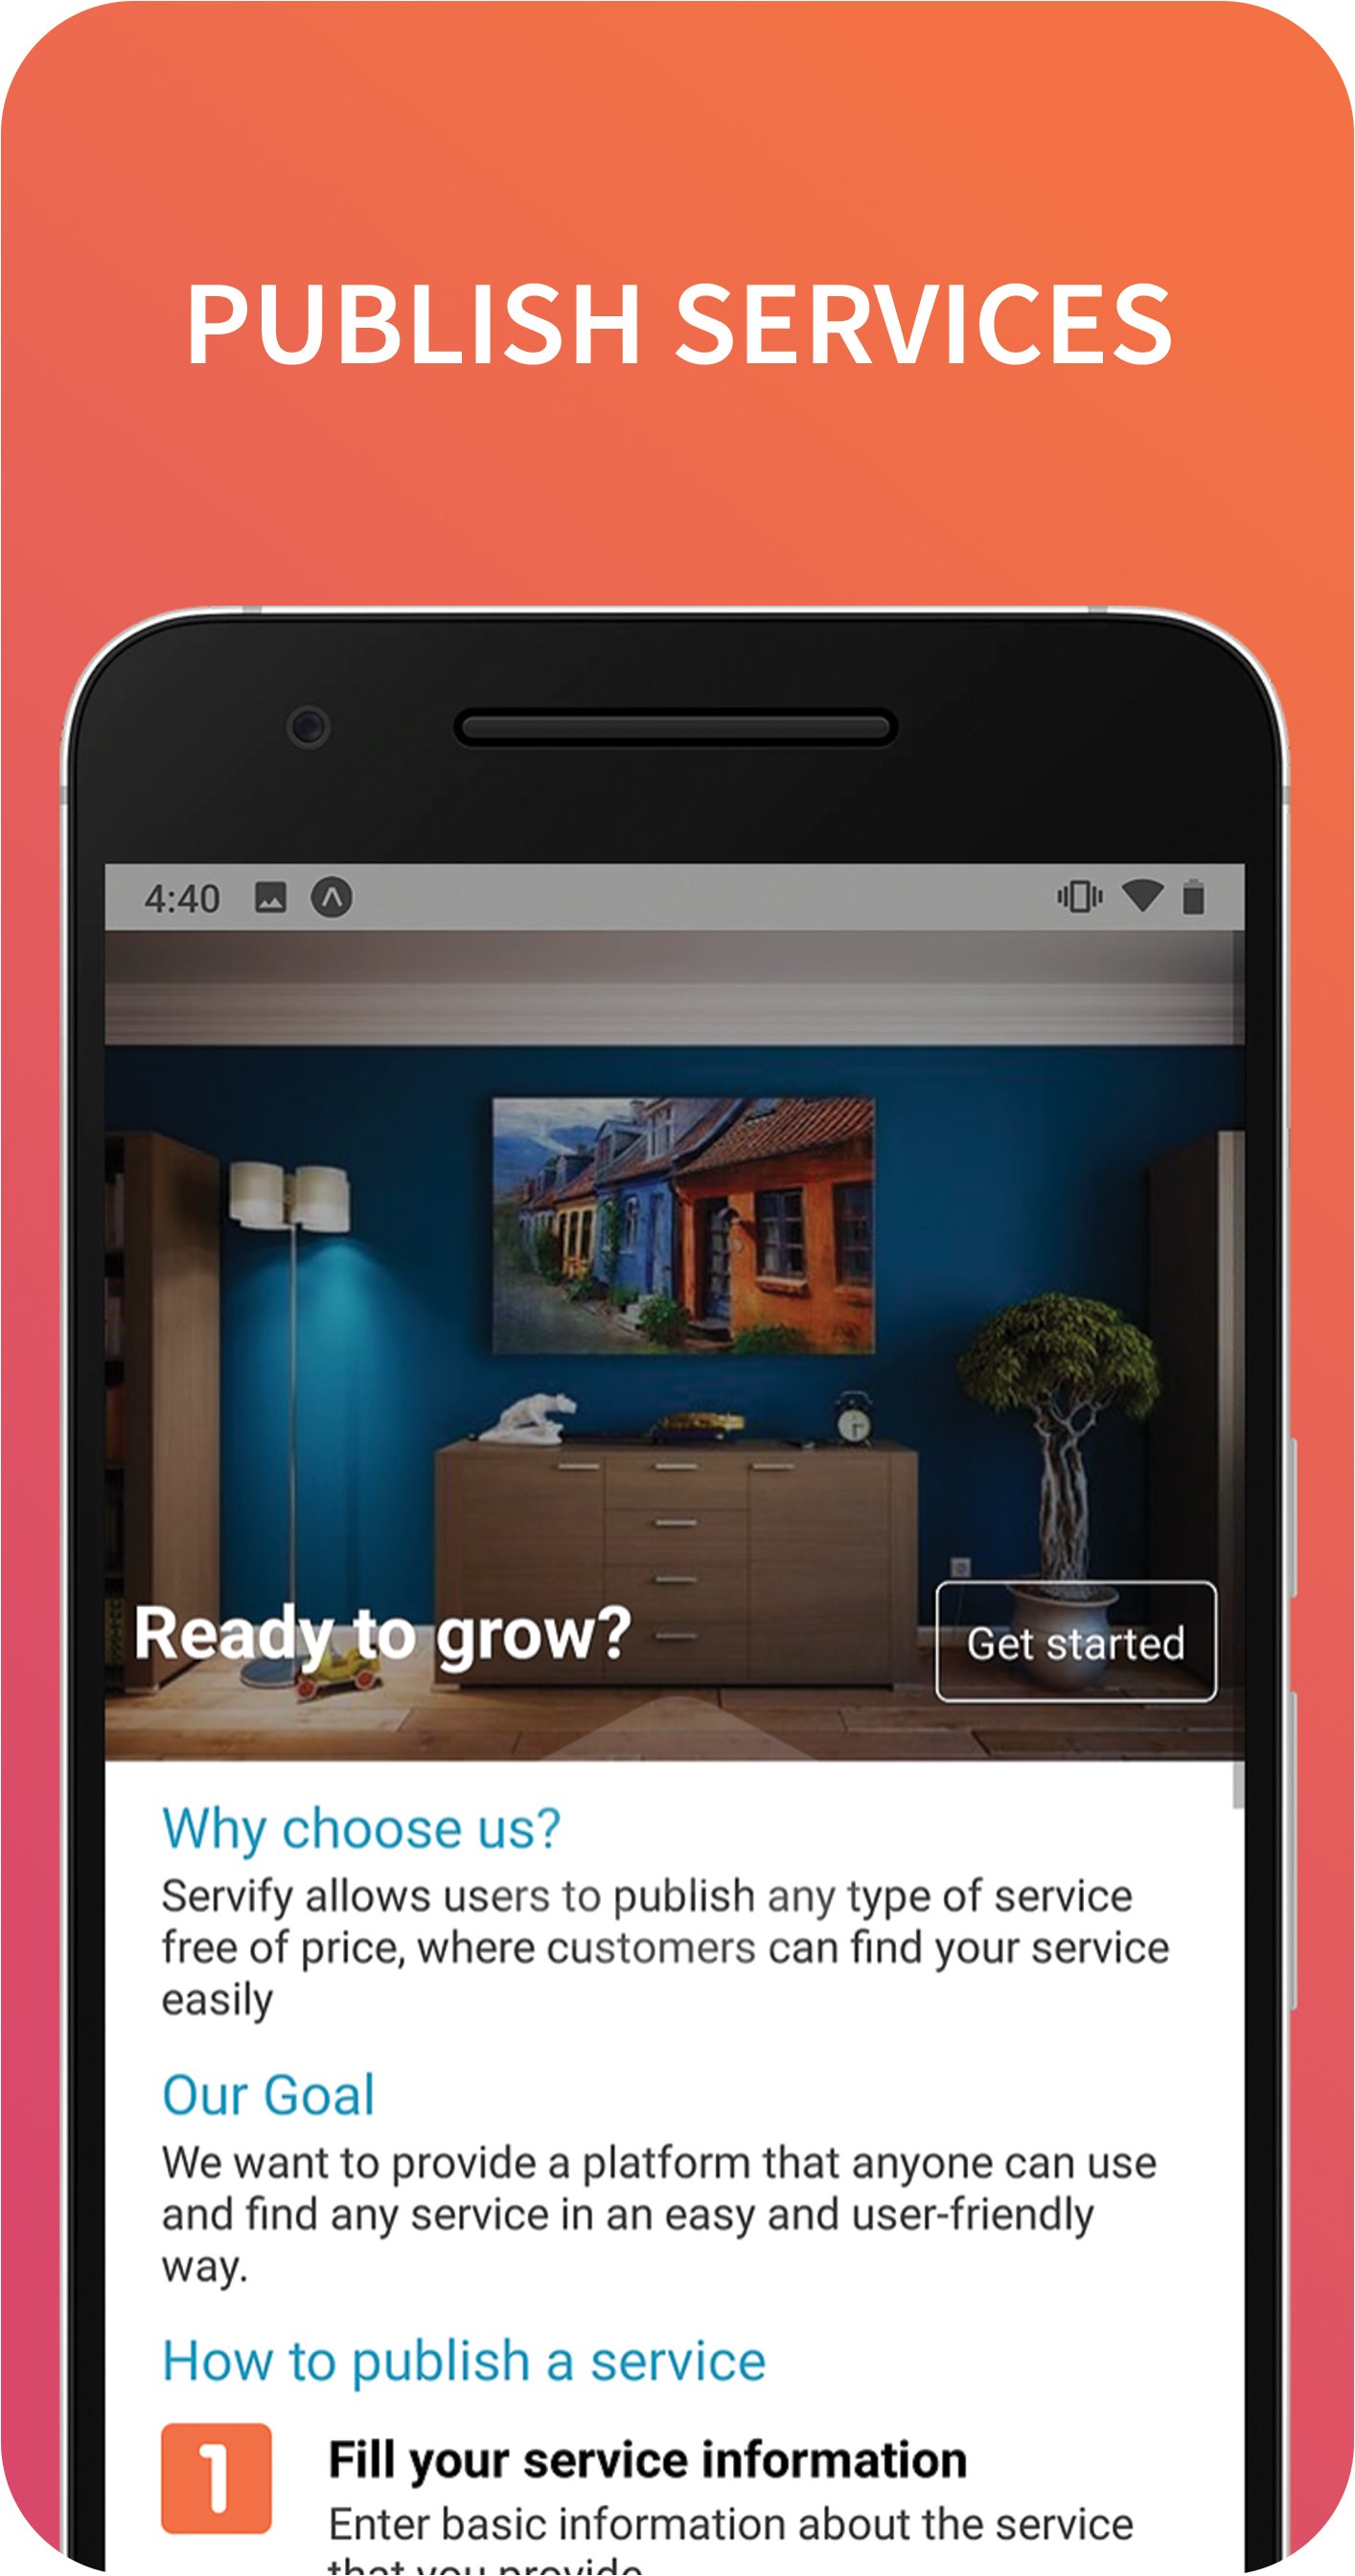 PUBLISH SERVICES
4:40
Ready to grow?
Get started
Why choose us?
Servify allows users to publish any type of service
free of price, where customers can find your service
easily
Our Goal
We want to provide a platform that anyone can use
and find any service in an easy and user-friendly
way.
How to publish a service
1
Fill your service information
Enter basic information about the service
that you provide